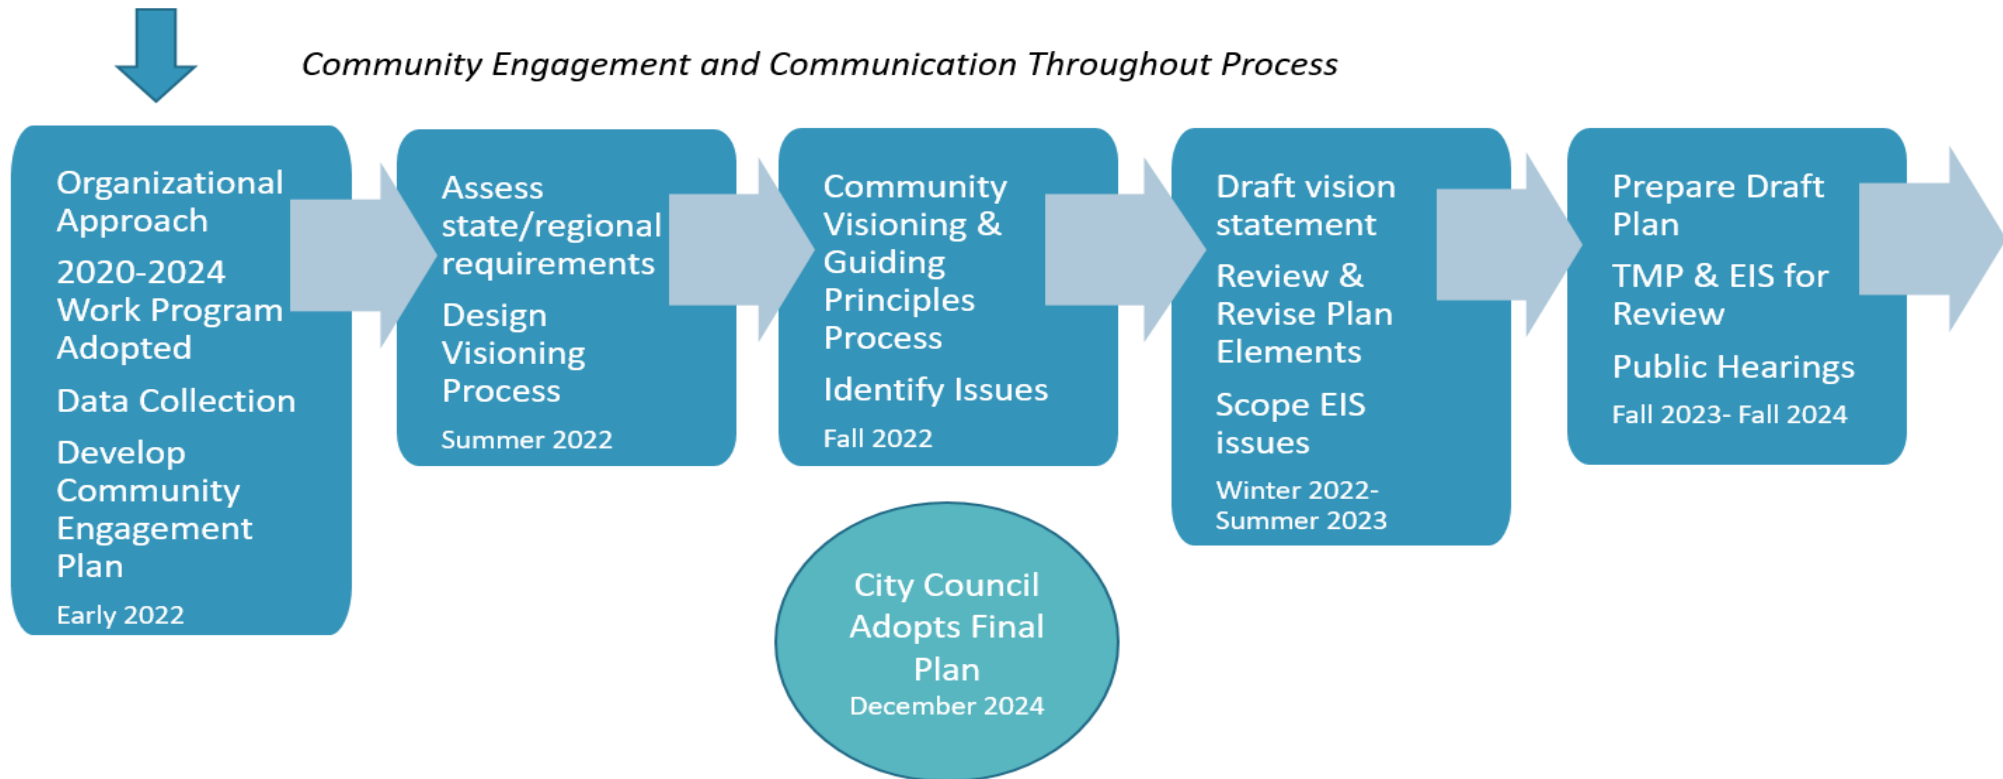 Community Engagement and Communication Throughout Process
Organizational
Approach
2020-2024
Work Program
Adopted
Data Collection
Develop
Community
Engagement
Plan
Early 2022
Assess
state/regional
requirements
Design
Visioning
Process
Summer 2022
Community
Visioning &
Guiding
Principles
Process
Identify Issues
Fall 2022
Draft vision
statement
Review &
Revise Plan
Elements
Scope EIS
issues
Winter 2022-
Summer 2023
Prepare Draft
Plan
TMP & EIS for
Review
Public Hearings
Fall 2023- Fall 2024
City Council
Adopts Final
Plan
December 2024